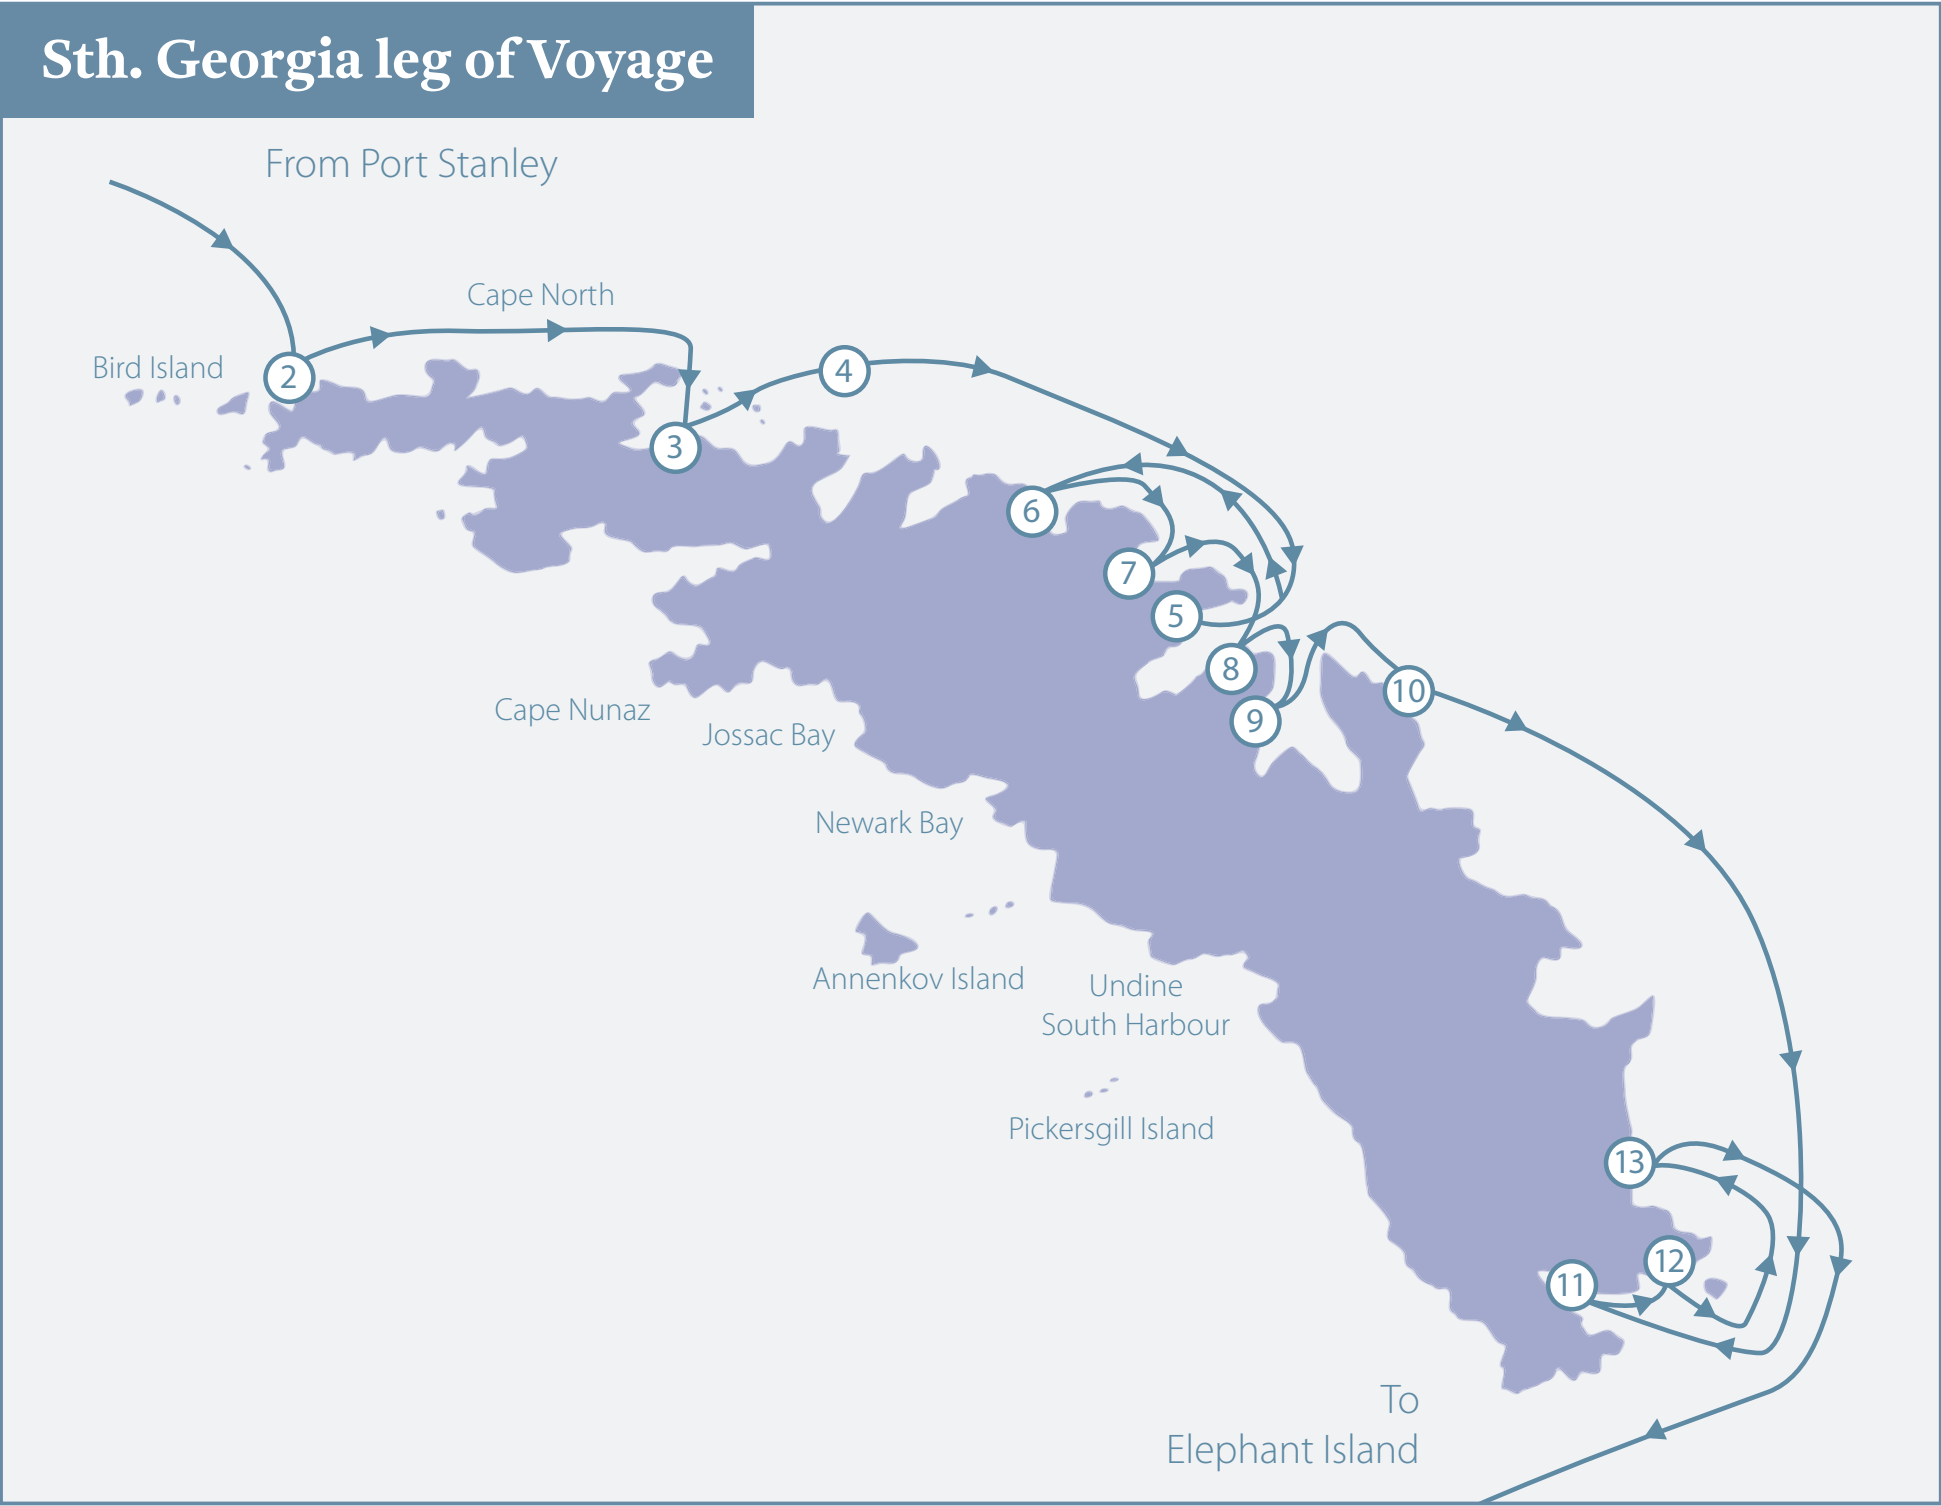 Sth. Georgia leg of Voyage
From Port Stanley
Cape North
Bird Island
2
4
3
6
7
5
8
10
9
Cape Nunaz
Jossac Bay
Newark Bay
Annenkov Island
Undine
South Harbour
Pickersgill Island
13
12
11
To
Elephant Island